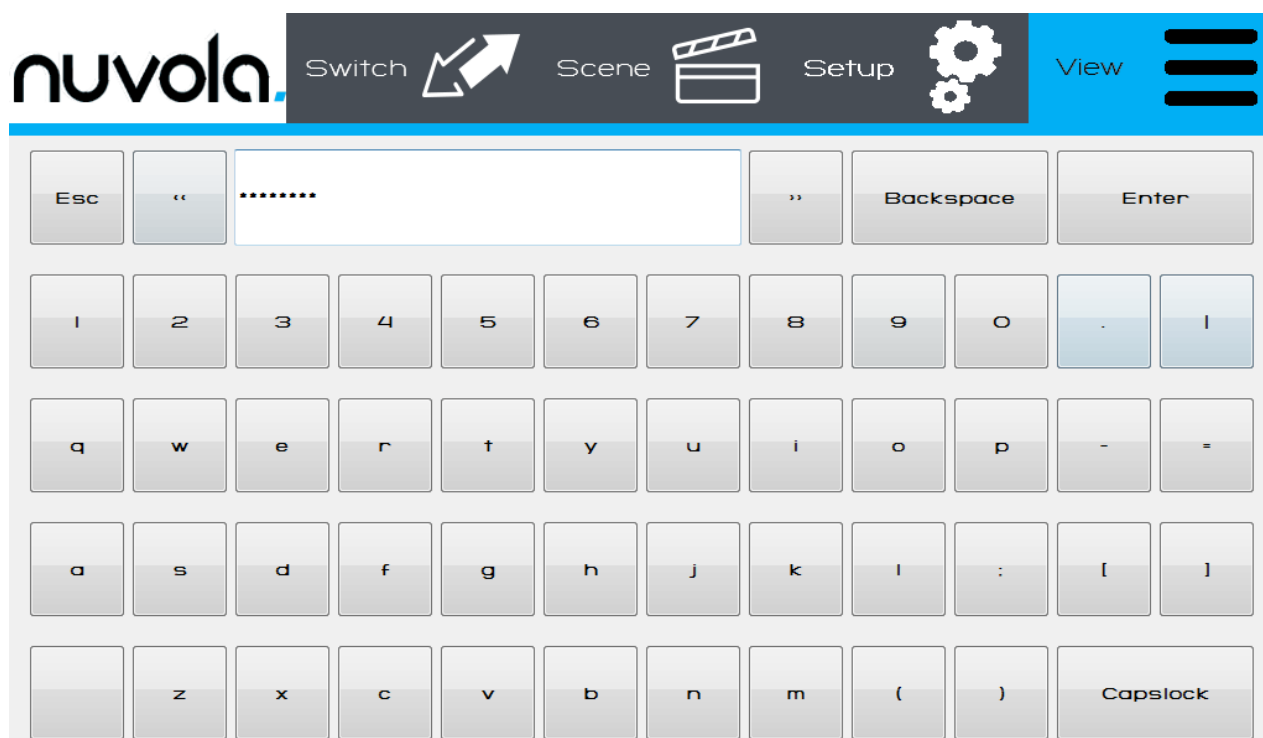 nuvola. Switch Scene Setup View
Esc ‹‹ ******** ›› Backspace Enter
1 2 3 4 5 6 7 8 9 0 . |
q w e r t y u i o p - =
a s d f g h j k l ; [ ]
z x c v b n m ( ) Capslock